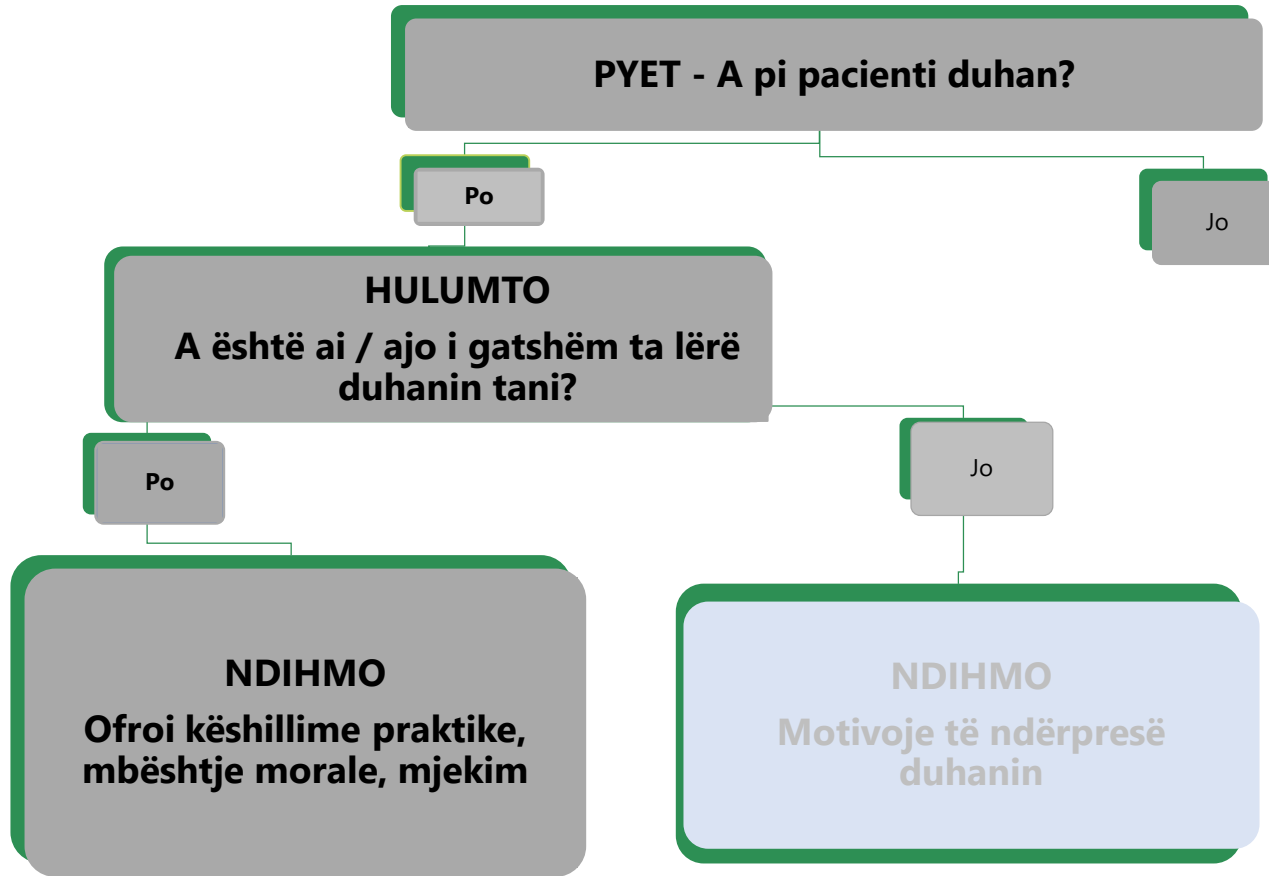 PYET - A pi pacienti duhan?
Po
Jo
HULUMTO
A është ai / ajo i gatshëm ta lërë
duhanin tani?
Po
Jo
NDIHMO
Ofroi këshillime praktike,
mbështje morale, mjekim
NDIHMO
Motivoje të ndërpresë
duhanin